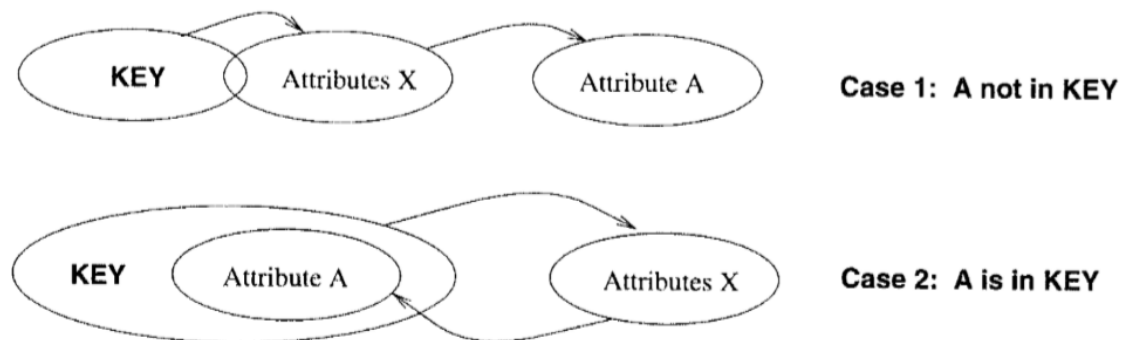 KEY Attributes X Attribute A Case 1: A not in KEY
KEY Attribute A Attributes X Case 2: A is in KEY